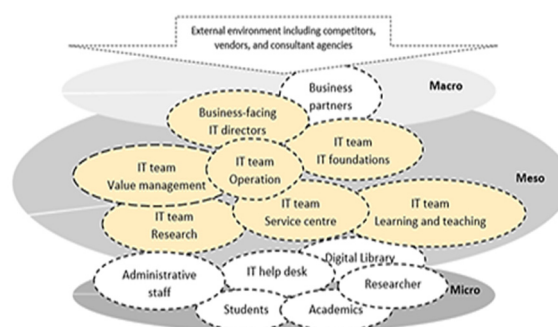 External environment including competitors,
vendors, and consultant agencies
Macro
Business
partners
Business-facing
IT directors
IT team
IT foundations
IT team
Operation
IT team
Value management
Meso
IT team
Service centre
IT team
Learning and teaching
IT team
Research
Digital Library
IT help desk
Administrative
staff
Researcher
Micro
Students
Academics